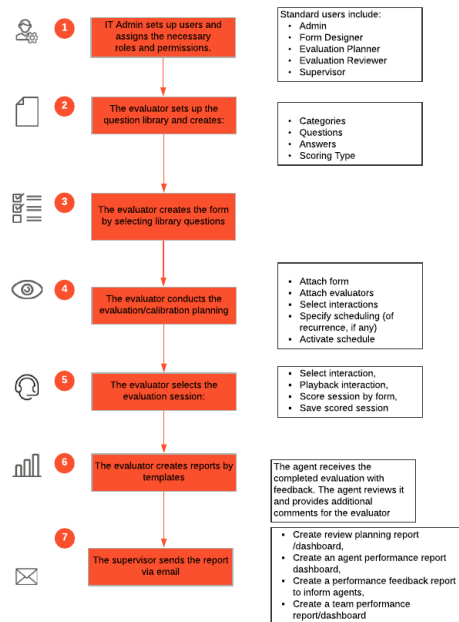 1
IT Admin sets up users and
assigns the necessary
roles and permissions.
Standard users include:
• Admin
• Form Designer
• Evaluation Planner
• Evaluation Reviewer
• Supervisor
2
The evaluator sets up the
question library and creates:
• Categories
• Questions
• Answers
• Scoring Type
3
The evaluator creates the form
by selecting library questions
4
The evaluator conducts the
evaluation/calibration planning
▪ Attach form
▪ Attach evaluators
▪ Select interactions
▪ Specify scheduling (of
recurrence, if any)
▪ Activate schedule
5
The evaluator selects the
evaluation session:
▪ Select interaction,
▪ Playback interaction,
▪ Score session by form,
▪ Save scored session
6
The evaluator creates reports by
templates
The agent receives the
completed evaluation with
feedback. The agent reviews it
and provides additional
comments for the evaluator
7
The supervisor sends the report
via email
▪ Create review planning report
/dashboard,
▪ Create an agent performance report
dashboard,
▪ Create a performance feedback report
to inform agents,
▪ Create a team performance
report/dashboard